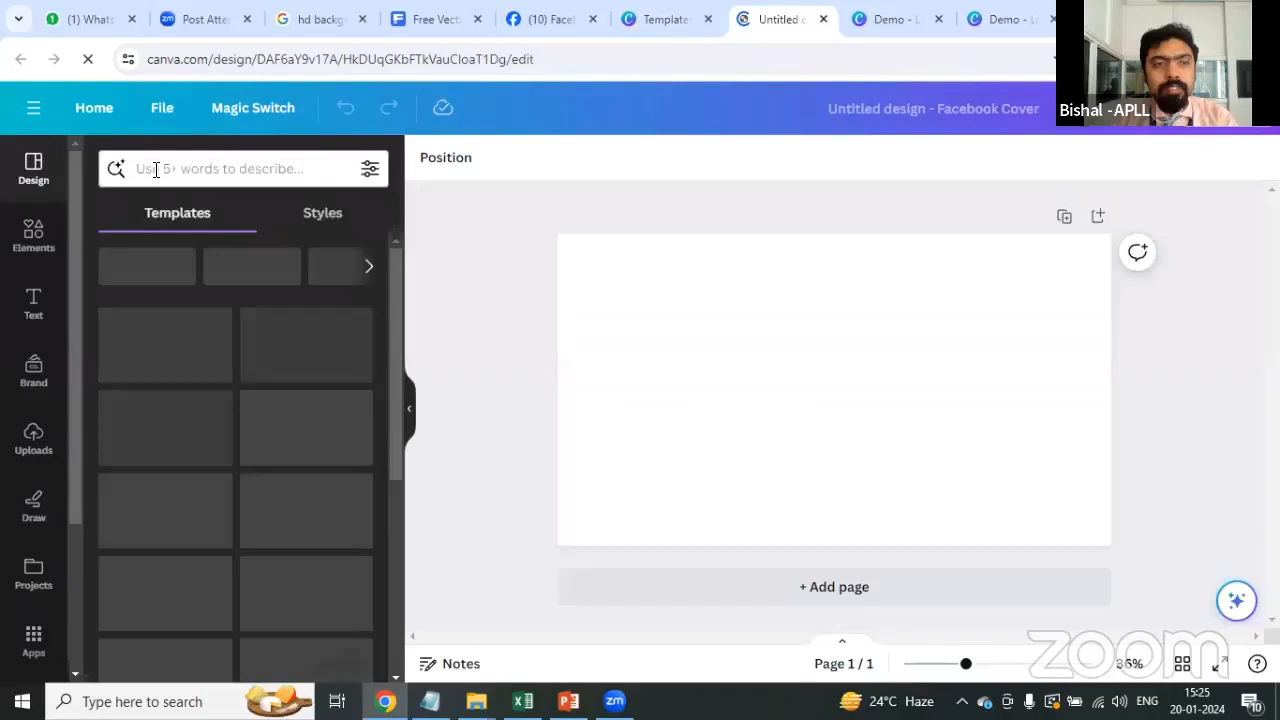 (1) Whats
Post Atte
hd backg
Free Vect
(10) Facel
Template
Untitled
Demo - L
Demo - L
canva.com/design/DAF6aY9v17A/HkDUqGKbFTkVauCloaT1Dg/edit
Bishal -APLL
Home
File
Magic Switch
Untitled design - Facebook Cover
Design
Use 5+ words to describe...
Position
Templates
Styles
Elements
Text
Brand
Uploads
Draw
Projects
Apps
+ Add page
Notes
Page 1 / 1
36%
zoom
Type here to search
24°C Haze
ENG
15:25
20-01-2024
10